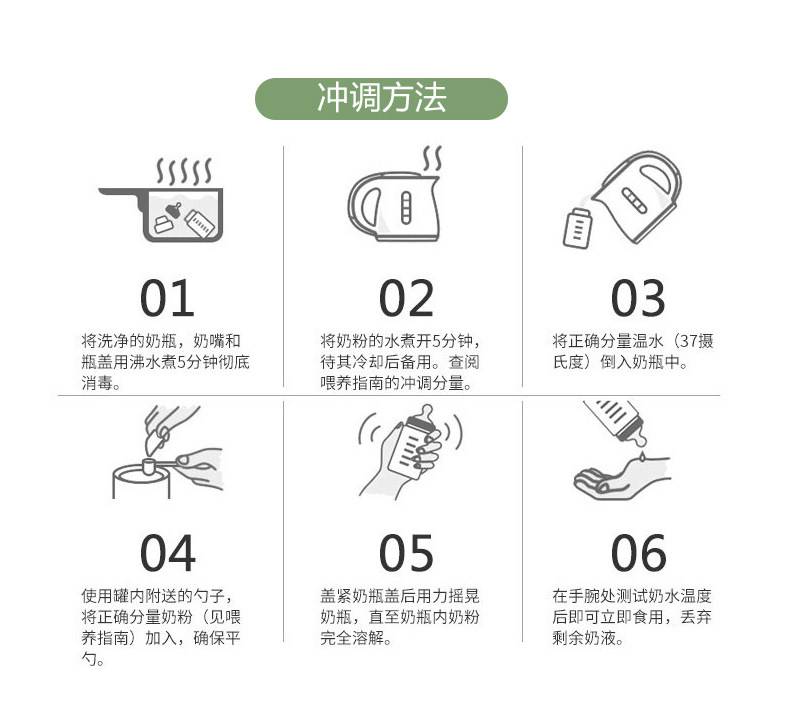 冲调方法
01
将洗净的奶瓶，奶嘴和
瓶盖用沸水煮5分钟彻底
消毒。
02
将奶粉的水煮开5分钟，
待其冷却后备用。查阅
喂养指南的冲调分量。
03
将正确分量温水（37摄
氏度）倒入奶瓶中。
04
使用罐内附送的勺子，
将正确分量奶粉（见喂
养指南）加入，确保平
勺。
05
盖紧奶瓶盖后用力摇晃
奶瓶，直至奶瓶内奶粉
完全溶解。
06
在手腕处测试奶水温度
后即可立即食用，丢弃
剩余奶液。